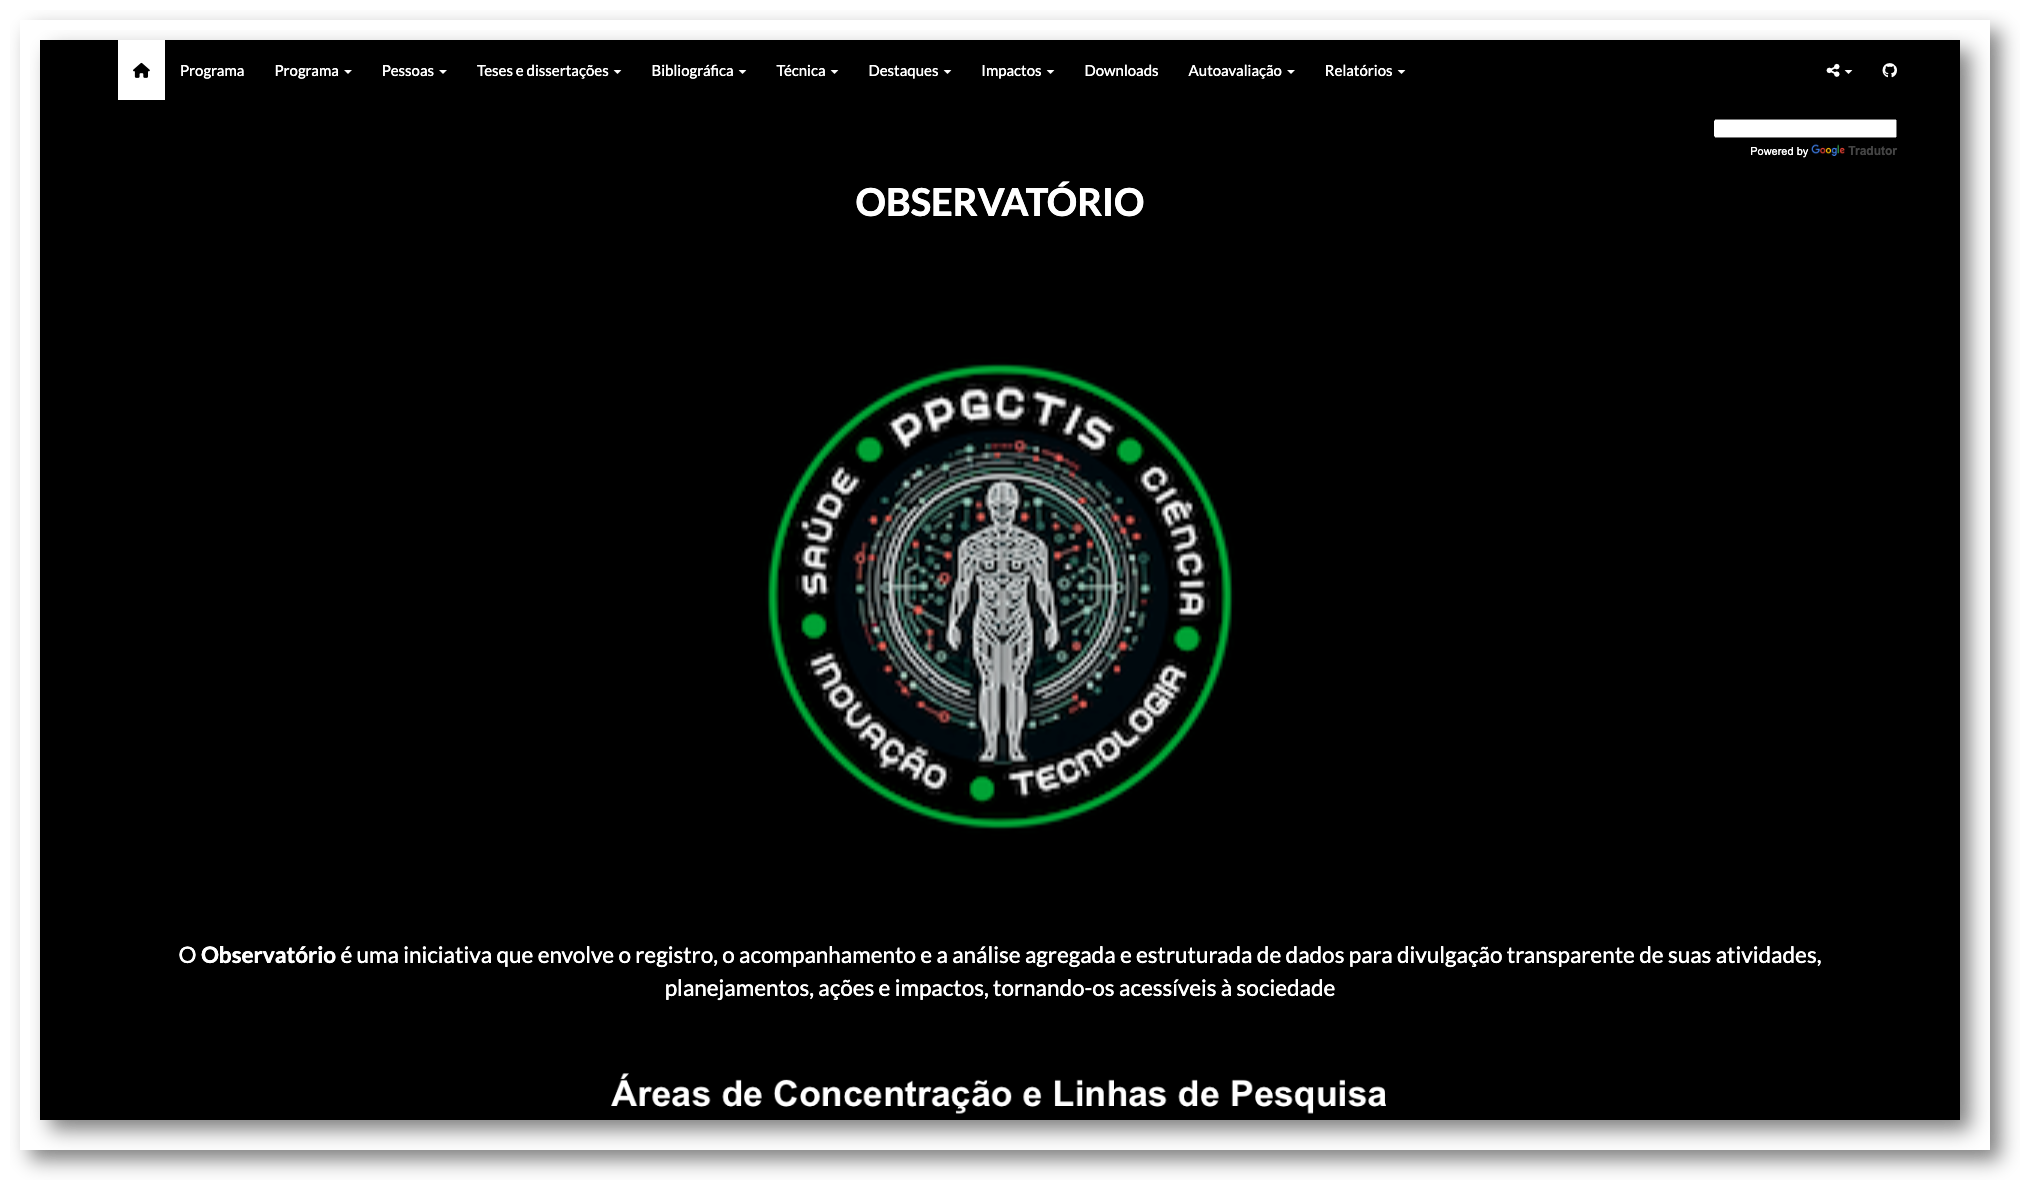 Programa Programa Pessoas Teses e dissertações Bibliográfica Técnica Destaques Impactos Downloads Autoavaliação Relatórios
Powered by Google Tradutor
OBSERVATÓRIO
PPGCTIS
CIÊNCIA
TECNOLOGIA
INOVAÇÃO
SAÚDE
O Observatório é uma iniciativa que envolve o registro, o acompanhamento e a análise agregada e estruturada de dados para divulgação transparente de suas atividades,
planejamentos, ações e impactos, tornando-os acessíveis à sociedade
Áreas de Concentração e Linhas de Pesquisa